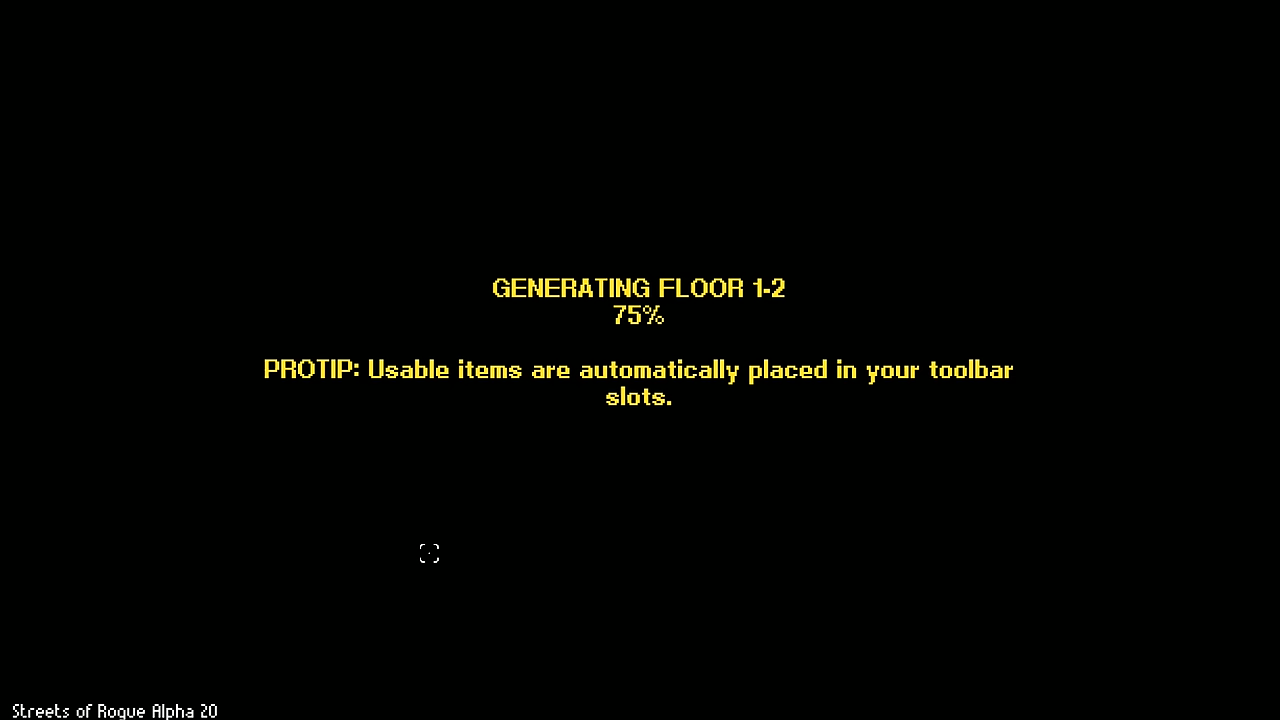 GENERATING FLOOR 1-2
75%
PROTIP: Usable items are automatically placed in your toolbar
slots.
Streets of Rogue Alpha 20